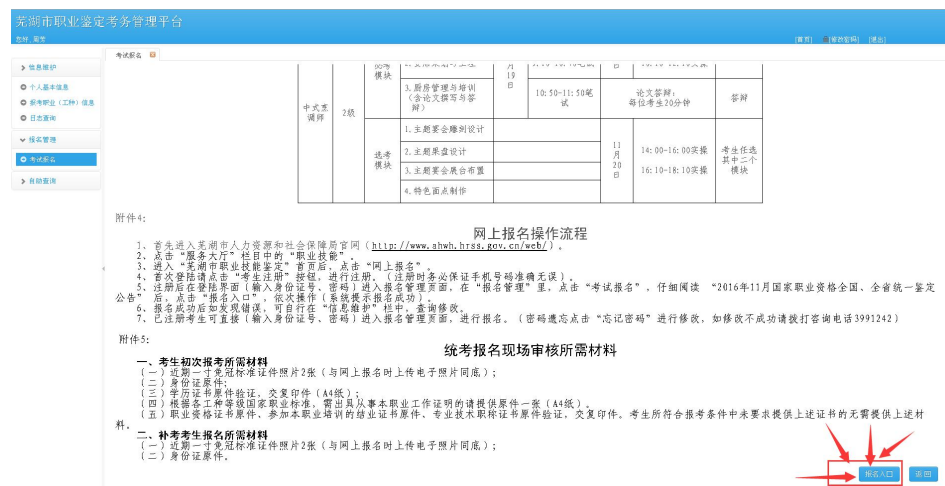 芜湖市职业鉴定考务管理平台
您好,
[首页] [修改密码] [退出]
考试报名
信息维护
个人基本信息
报考职业（工种）信息
日志查询
报名管理
考试报名
自助查询
模块
月
19
日
3.厨房管理与培训
（含论文撰写与答
辩）
10:50-11:50笔
试
论文答辩:
每位考生20分钟
答辩
中式烹
调师
2级
选考
模块
1.主题宴会雕刻设计
2.主题果盘设计
3.主题宴会展台布置
4.特色面点制作
11
月
20
日
14:00-16:00实操
16:10-18:10实操
考生任选
其中二个
模块
附件4:
网上报名操作流程
1、首先进入芜湖市人力资源和社会保障局官网（http://www.ahwh.hrss.gov.cn/web/）。
2、点击“服务大厅”栏目中的“职业技能”。
3、进入“芜湖市职业技能鉴定”首页后，点击“网上报名”。
4、首次登陆请点击“考生注册”按钮，进行注册。（注册时务必保证手机号码准确无误）。
5、注册后在登陆界面（输入身份证号、密码）进入报名管理页面，在“报名管理”里，点击“考试报名”，仔细阅读 “2016年11月国家职业资格全国、全省统一鉴定
公告” 后，点击“报名入口”，依次操作（系统提示报名成功）。
6、报名成功后如发现错误，可自行在“信息维护”栏中，查询修改。
7、已注册考生可直接（输入身份证号、密码）进入报名管理页面，进行报名。（密码遗忘点击“忘记密码”进行修改，如修改不成功请拨打咨询电话3991242）
附件5:
统考报名现场审核所需材料
一、考生初次报考所需材料
（一）近期一寸免冠标准证件照片2张（与网上报名时上传电子照片同底）；
（二）身份证原件；
（三）学历证书原件验证，交复印件（A4纸）；
（四）根据各工种等级国家职业标准，需出具从事本职业工作证明的请提供原件一张（A4纸）。
（五）职业资格证书原件、参加本职业培训的结业证书原件、专业技术职称证书原件验证，交复印件。考生所符合报考条件中未要求提供上述证书的无需提供上述材
料。
二、补考考生报名所需材料
（一）近期一寸免冠标准证件照片2张（与网上报名时上传电子照片同底）；
（二）身份证原件。
报名入口
返回